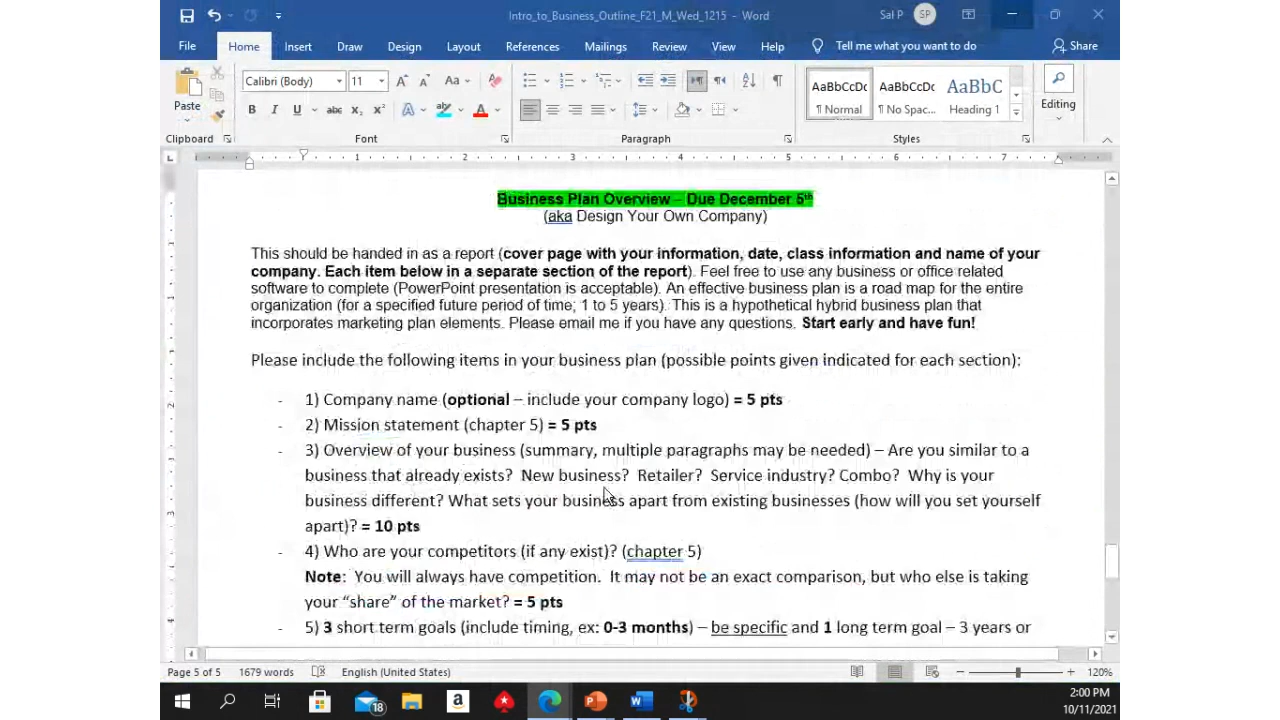 Intro_to_Business_Outline_F21_M_Wed_1215 - Word
Sal P
SP
File Home Insert Draw Design Layout References Mailings Review View Help Tell me what you want to do Share
Paste
Calibri (Body) 11
Aa
B I U abc x₂ x² A A
AaBbCcDc AaBbCcDc AaBbC
¶ Normal ¶ No Spac... Heading 1
Editing
Clipboard Font Paragraph Styles
1 2 3 4 5 6 7
Business Plan Overview – Due December 5th
(aka Design Your Own Company)
This should be handed in as a report (cover page with your information, date, class information and name of your
company. Each item below in a separate section of the report). Feel free to use any business or office related
software to complete (PowerPoint presentation is acceptable). An effective business plan is a road map for the entire
organization (for a specified future period of time; 1 to 5 years). This is a hypothetical hybrid business plan that
incorporates marketing plan elements. Please email me if you have any questions. Start early and have fun!
Please include the following items in your business plan (possible points given indicated for each section):
- 1) Company name (optional – include your company logo) = 5 pts
- 2) Mission statement (chapter 5) = 5 pts
- 3) Overview of your business (summary, multiple paragraphs may be needed) – Are you similar to a
business that already exists? New business? Retailer? Service industry? Combo? Why is your
business different? What sets your business apart from existing businesses (how will you set yourself
apart)? = 10 pts
- 4) Who are your competitors (if any exist)? (chapter 5)
Note: You will always have competition. It may not be an exact comparison, but who else is taking
your “share” of the market? = 5 pts
- 5) 3 short term goals (include timing, ex: 0-3 months) – be specific and 1 long term goal – 3 years or
Page 5 of 5 1679 words English (United States) 120%
18
2:00 PM
10/11/2021